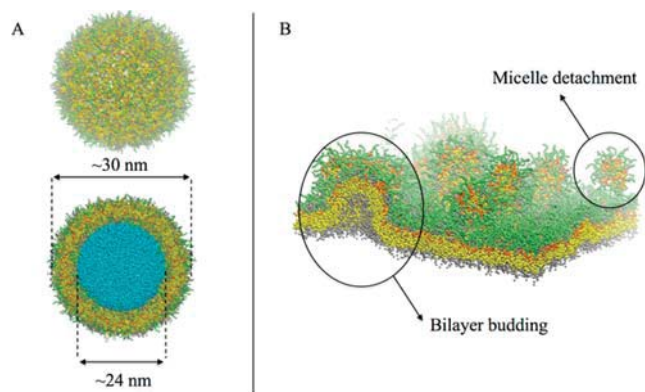 A
B
Micelle detachment
~30 nm
Bilayer budding
~24 nm